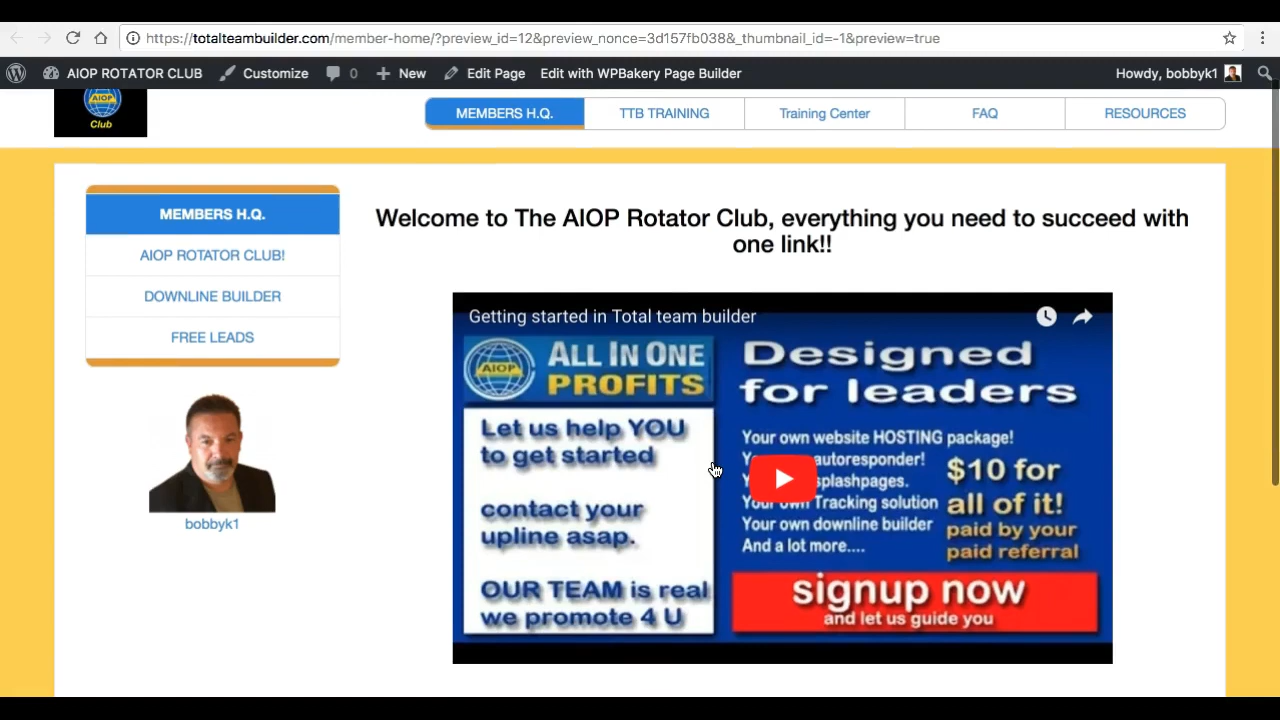 https://totalteambuilder.com/member-home/?preview_id=12&preview_nonce=3d157fb038&_thumbnail_id=-1&preview=true
AIOP ROTATOR CLUB
Customize
0
New
Edit Page
Edit with WPBakery Page Builder
Howdy, bobbyk1
AIOP
Club
MEMBERS H.Q.
TTB TRAINING
Training Center
FAQ
RESOURCES
MEMBERS H.Q.
AIOP ROTATOR CLUB!
DOWNLINE BUILDER
FREE LEADS
bobbyk1
Welcome to The AIOP Rotator Club, everything you need to succeed with
one link!!
Getting started in Total team builder
AIOP
ALL IN ONE
PROFITS
Let us help YOU
to get started
contact your
upline asap.
OUR TEAM is real
we promote 4 U
Designed
for leaders
Your own website HOSTING package!
autoresponder!
splashpages.
Your own Tracking solution
Your own downline builder
And a lot more....
$10 for
all of it!
paid by your
paid referral
signup now
and let us guide you